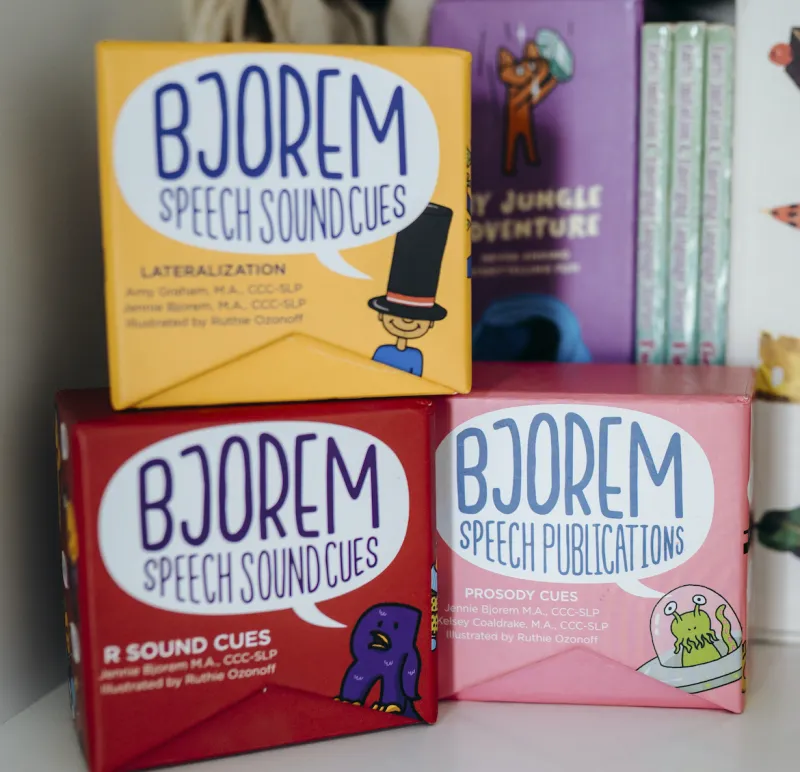 BJOREM
SPEECH SOUND CUES
LATERALIZATION
Amy Graham, M.A., CCC-SLP
Jennie Bjorem, M.A., CCC-SLP
Illustrated by Ruthie Ozonoff
Y JUNGLE
DVENTURE
BJOREM
SPEECH SOUND CUES
R SOUND CUES
Jennie Bjorem M.A., CCC-SLP
Illustrated by Ruthie Ozonoff
BJOREM
SPEECH PUBLICATIONS
PROSODY CUES
Jennie Bjorem M.A., CCC-SLP
Kelsey Coaldrake, M.A., CCC-SLP
Illustrated by Ruthie Ozonoff